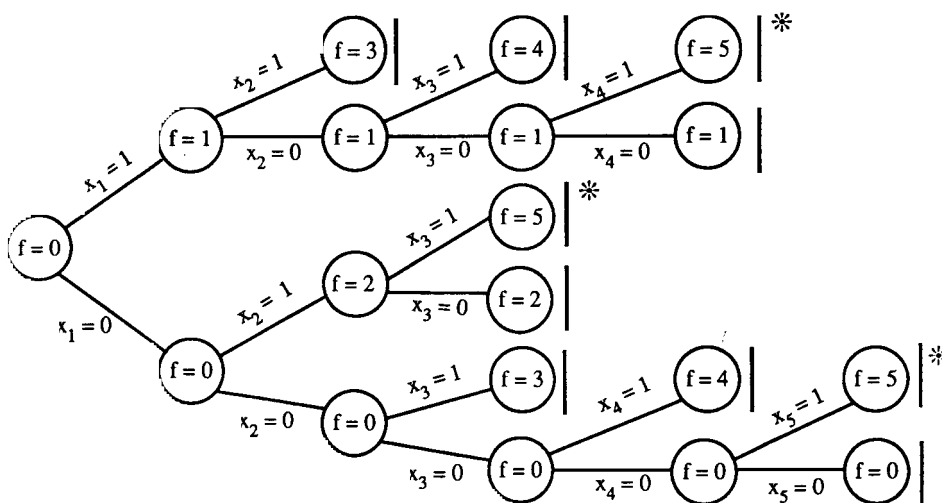 f = 3
f = 4
f = 5
*
x₂ = 1
x₃ = 1
x₄ = 1
f = 1
f = 1
f = 1
f = 1
x₂ = 0
x₃ = 0
x₄ = 0
x₁ = 1
f = 5
*
x₃ = 1
f = 0
x₂ = 1
f = 2
f = 2
x₃ = 0
x₁ = 0
f = 0
f = 3
f = 4
f = 5
*
x₃ = 1
x₄ = 1
x₅ = 1
x₂ = 0
f = 0
f = 0
f = 0
f = 0
x₃ = 0
x₄ = 0
x₅ = 0